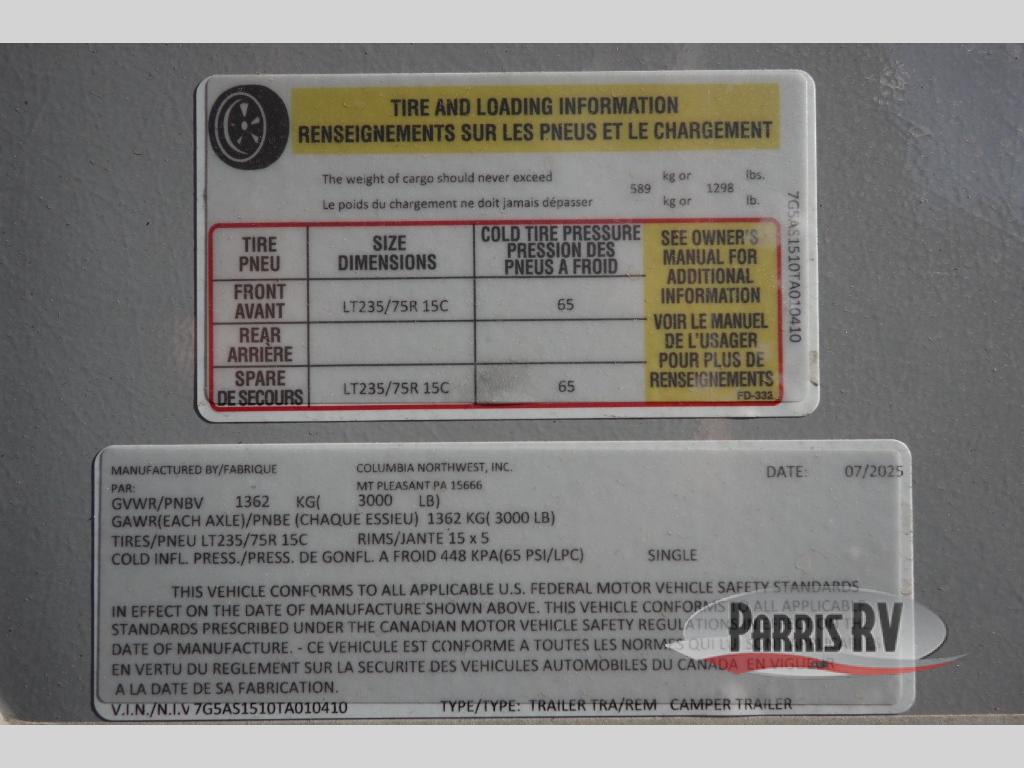 TIRE AND LOADING INFORMATION
RENSEIGNEMENTS SUR LES PNEUS ET LE CHARGEMENT
The weight of cargo should never exceed 589 kg or 1298 lbs.
Le poids du chargement ne doit jamais dépasser kg or lb.
TIRE PNEU
SIZE DIMENSIONS
COLD TIRE PRESSURE PRESSION DES PNEUS A FROID
FRONT AVANT LT235/75R 15C 65
REAR ARRIÈRE
SPARE DE SECOURS LT235/75R 15C 65
SEE OWNER'S
MANUAL FOR
ADDITIONAL
INFORMATION
VOIR LE MANUEL
DE L'USAGER
POUR PLUS DE
RENSEIGNEMENTS
FD-332
7G5AS1510TA010410
MANUFACTURED BY/FABRIQUE COLUMBIA NORTHWEST, INC. DATE: 07/2025
PAR: MT PLEASANT PA 15666
GVWR/PNBV 1362 KG( 3000 LB)
GAWR(EACH AXLE)/PNBE (CHAQUE ESSIEU) 1362 KG( 3000 LB)
TIRES/PNEU LT235/75R 15C RIMS/JANTE 15 x 5
COLD INFL. PRESS./PRESS. DE GONFL. A FROID 448 KPA(65 PSI/LPC) SINGLE
THIS VEHICLE CONFORMS TO ALL APPLICABLE U.S. FEDERAL MOTOR VEHICLE SAFETY STANDARDS
IN EFFECT ON THE DATE OF MANUFACTURE SHOWN ABOVE. THIS VEHICLE CONFORMS TO ALL APPLICABLE
STANDARDS PRESCRIBED UNDER THE CANADIAN MOTOR VEHICLE SAFETY REGULATIONS
DATE OF MANUFACTURE. - CE VEHICULE EST CONFORME A TOUTES LES NORMES QUI
EN VERTU DU REGLEMENT SUR LA SECURITE DES VEHICULES AUTOMOBILES DU CANADA EN VIGUEUR
A LA DATE DE SA FABRICATION.
V.I.N./N.I.V 7G5AS1510TA010410 TYPE/TYPE: TRAILER TRA/REM CAMPER TRAILER
PARRIS RV